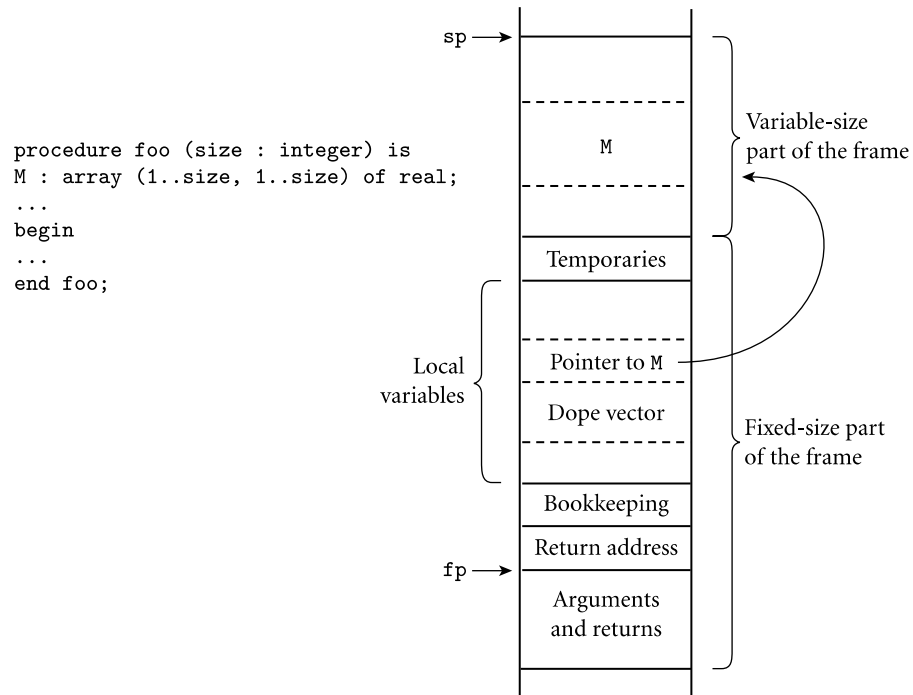 procedure foo (size : integer) is
M : array (1..size, 1..size) of real;
...
begin
...
end foo;
sp
M
Variable-size
part of the frame
Temporaries
Pointer to M
Local
variables
Dope vector
Fixed-size part
of the frame
Bookkeeping
Return address
fp
Arguments
and returns